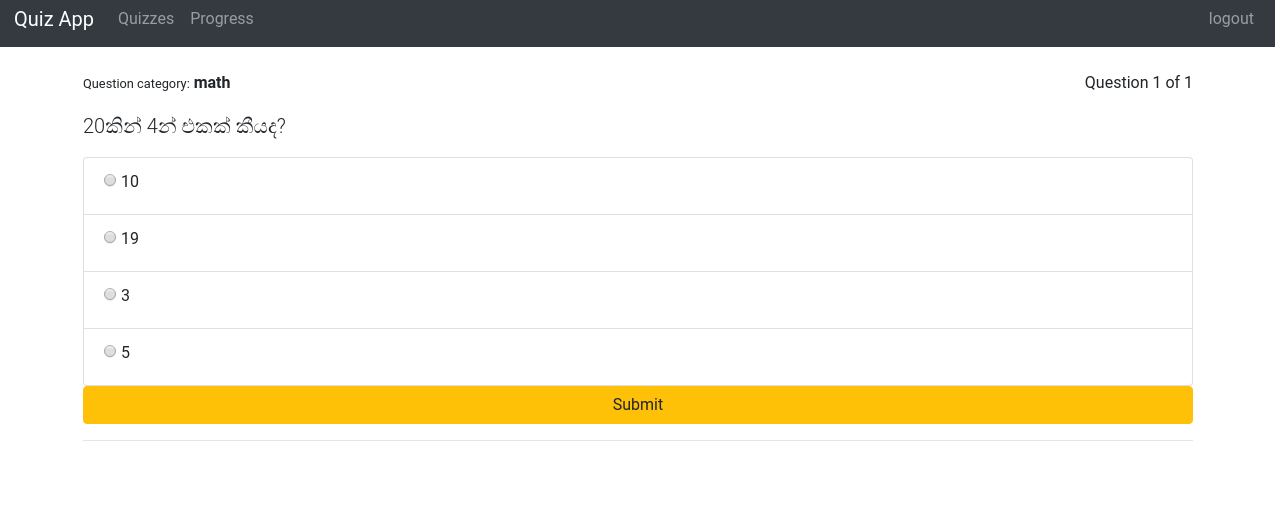 Quiz App Quizzes Progress logout
Question category: math Question 1 of 1
20කින් 4න් එකක් කීයද?
10
19
3
5
Submit